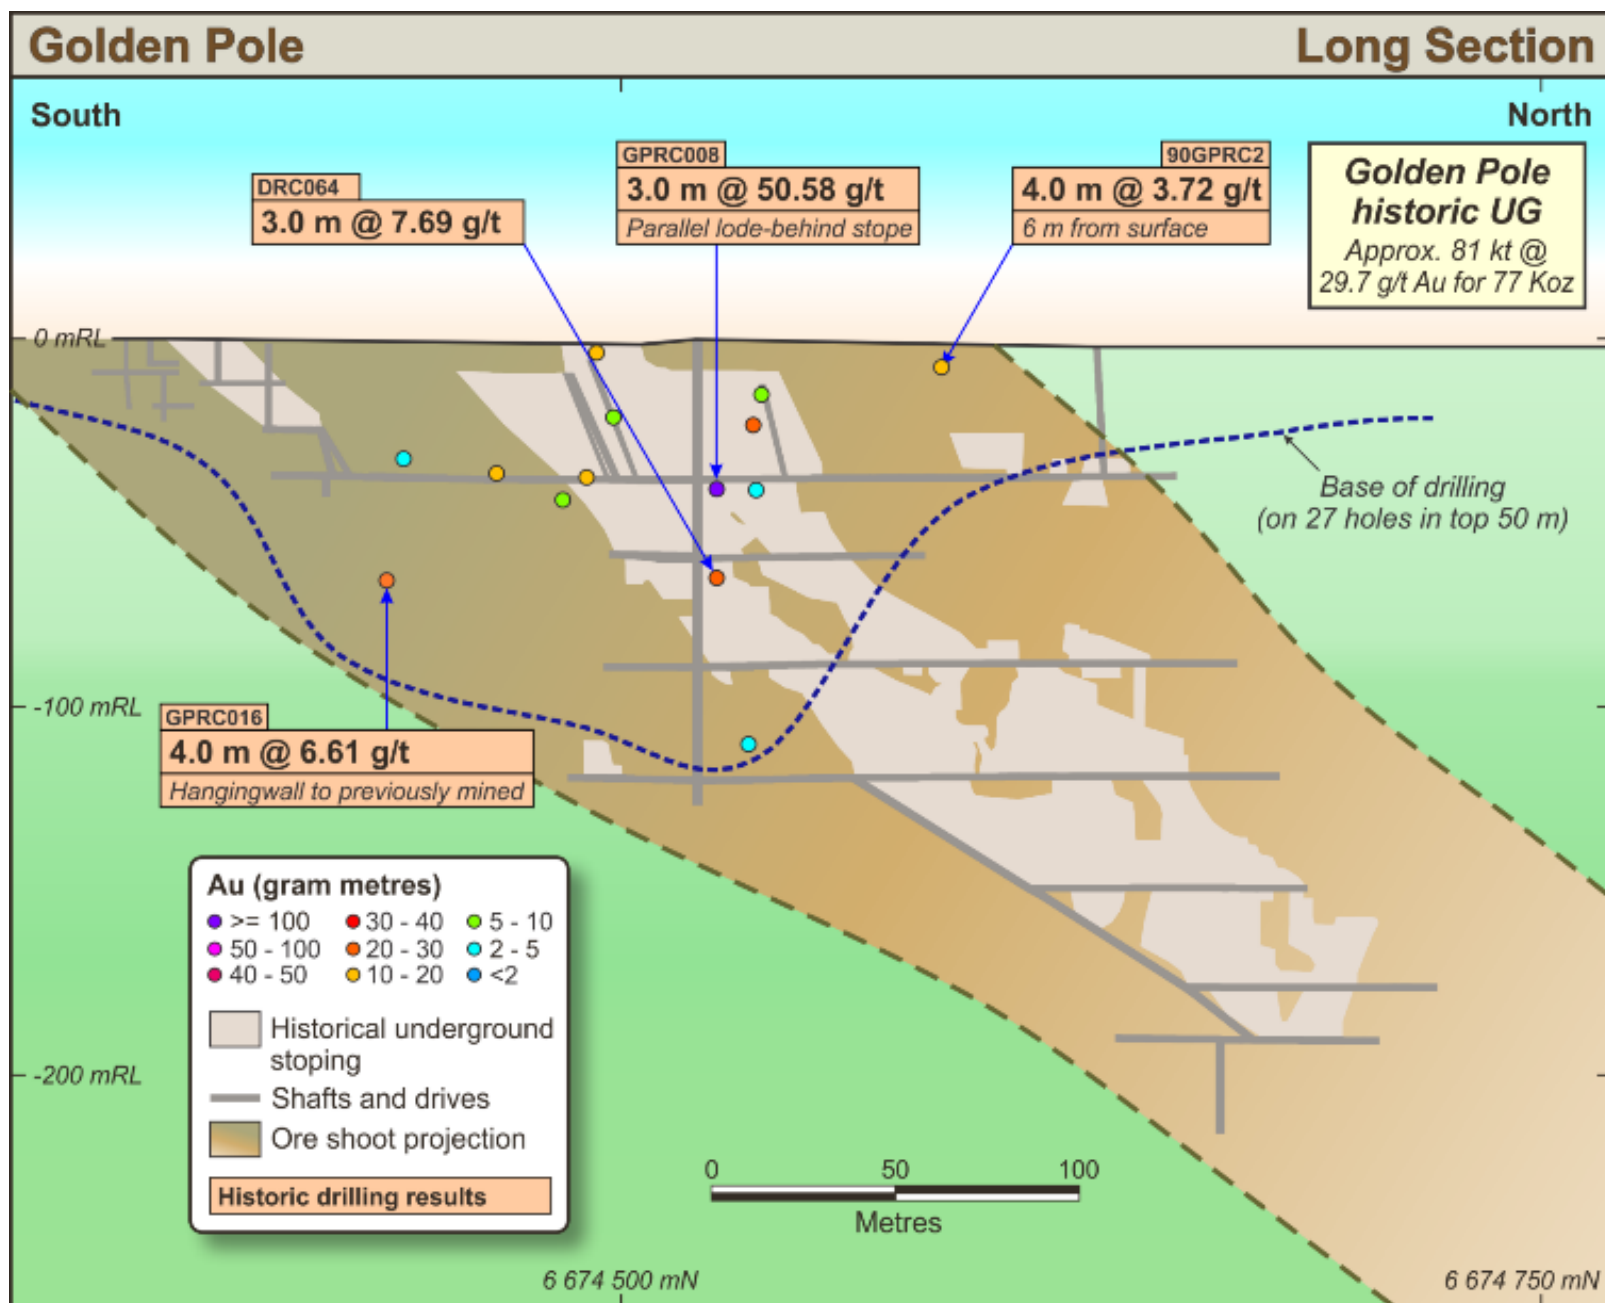 Golden Pole
Long Section
South
North
DRC064
3.0 m @ 7.69 g/t
GPRC008
3.0 m @ 50.58 g/t
Parallel lode-behind stope
90GPRC2
4.0 m @ 3.72 g/t
6 m from surface
Golden Pole
historic UG
Approx. 81 kt @
29.7 g/t Au for 77 Koz
0 mRL
Base of drilling
(on 27 holes in top 50 m)
-100 mRL
GPRC016
4.0 m @ 6.61 g/t
Hangingwall to previously mined
Au (gram metres)
>= 100
30 - 40
5 - 10
50 - 100
20 - 30
2 - 5
40 - 50
10 - 20
<2
Historical underground
stoping
Shafts and drives
Ore shoot projection
Historic drilling results
-200 mRL
0 50 100
Metres
6 674 500 mN
6 674 750 mN